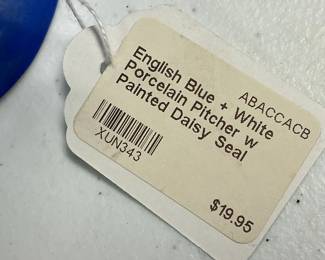 ABACCACB
English Blue + White
Porcelain Pitcher w
Painted Daisy Seal
XUN343
$19.95